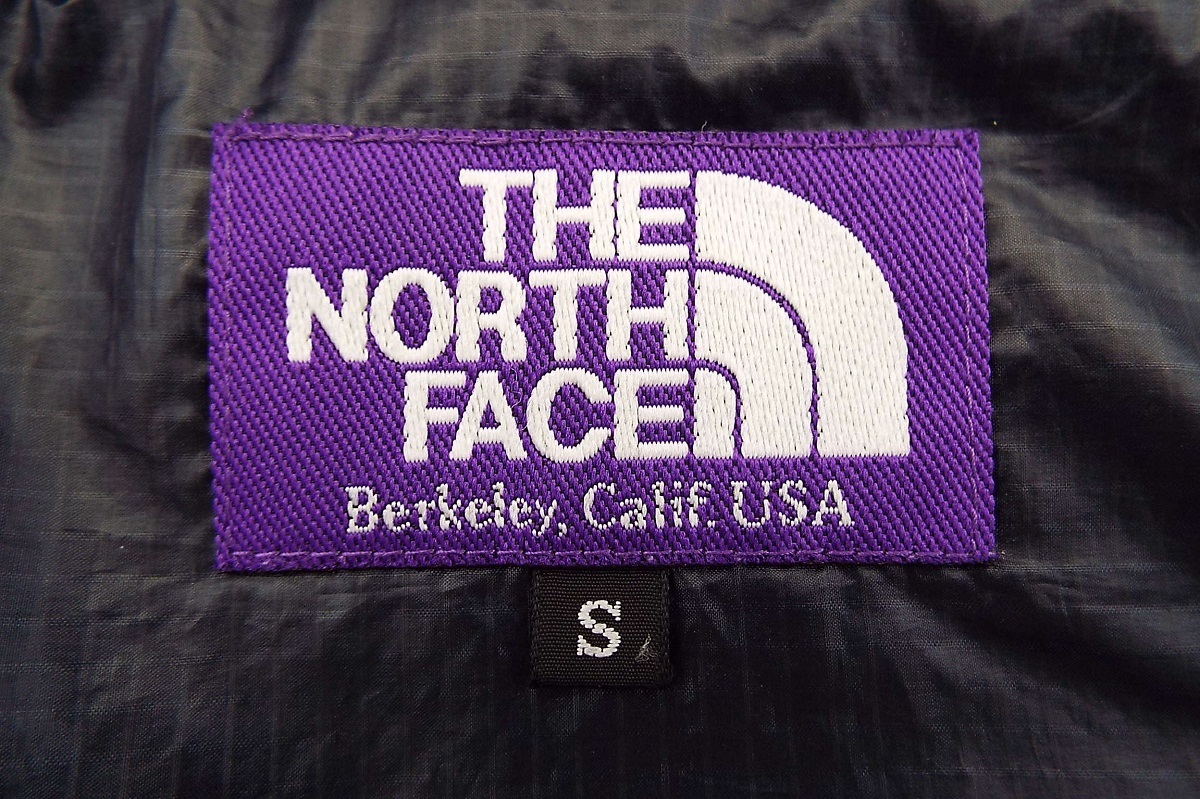 THE
NORTH
FACE
Berkeley, Calif. USA
S